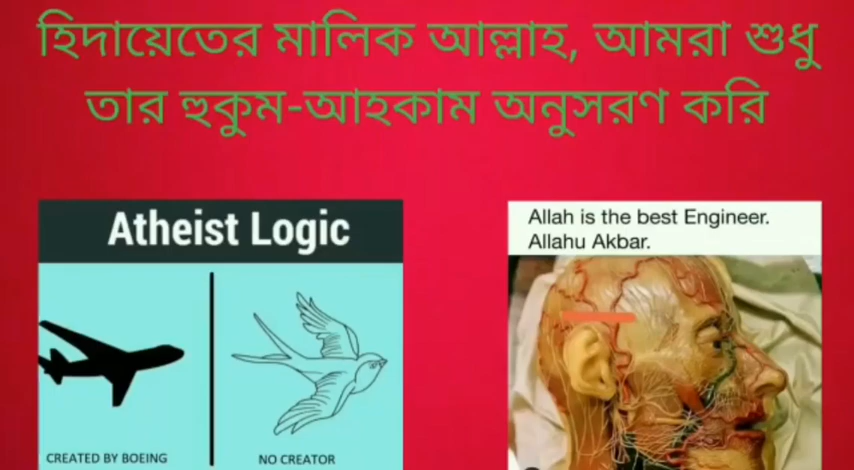 হিদায়েতের মালিক আল্লাহ, আমরা শুধু
তার হুকুম-আহকাম অনুসরণ করি
Atheist Logic
CREATED BY BOEING
NO CREATOR
Allah is the best Engineer.
Allahu Akbar.